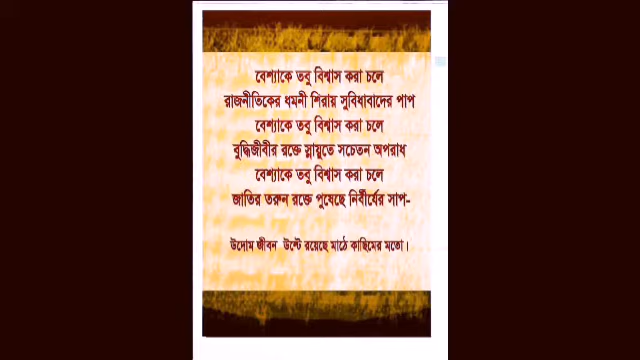 বেশ্যাকে তবু বিশ্বাস করা চলে
রাজনীতিকের ধমনী শিরায় সুবিধাবাদের পাপ
বেশ্যাকে তবু বিশ্বাস করা চলে
বুদ্ধিজীবীর রক্তে স্নায়ুতে সচেতন অপরাধ
বেশ্যাকে তবু বিশ্বাস করা চলে
জাতির তরুন রক্তে পুষেছে নির্বীর্যের সাপ-
উদোম জীবন উল্টে রয়েছে মাঠে কাছিমের মতো।